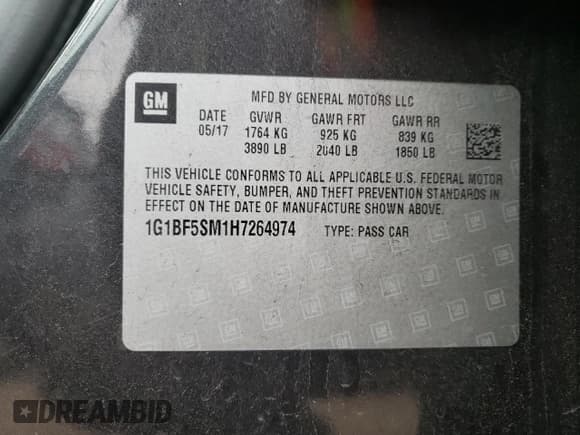 GM
MFD BY GENERAL MOTORS LLC
DATE GVWR GAWR FRT GAWR RR
05/17 1764 KG 925 KG 839 KG
3890 LB 2040 LB 1850 LB
THIS VEHICLE CONFORMS TO ALL APPLICABLE U.S. FEDERAL MOTOR
VEHICLE SAFETY, BUMPER, AND THEFT PREVENTION STANDARDS IN
EFFECT ON THE DATE OF MANUFACTURE SHOWN ABOVE.
1G1BF5SM1H7264974 TYPE: PASS CAR
DREAMBID